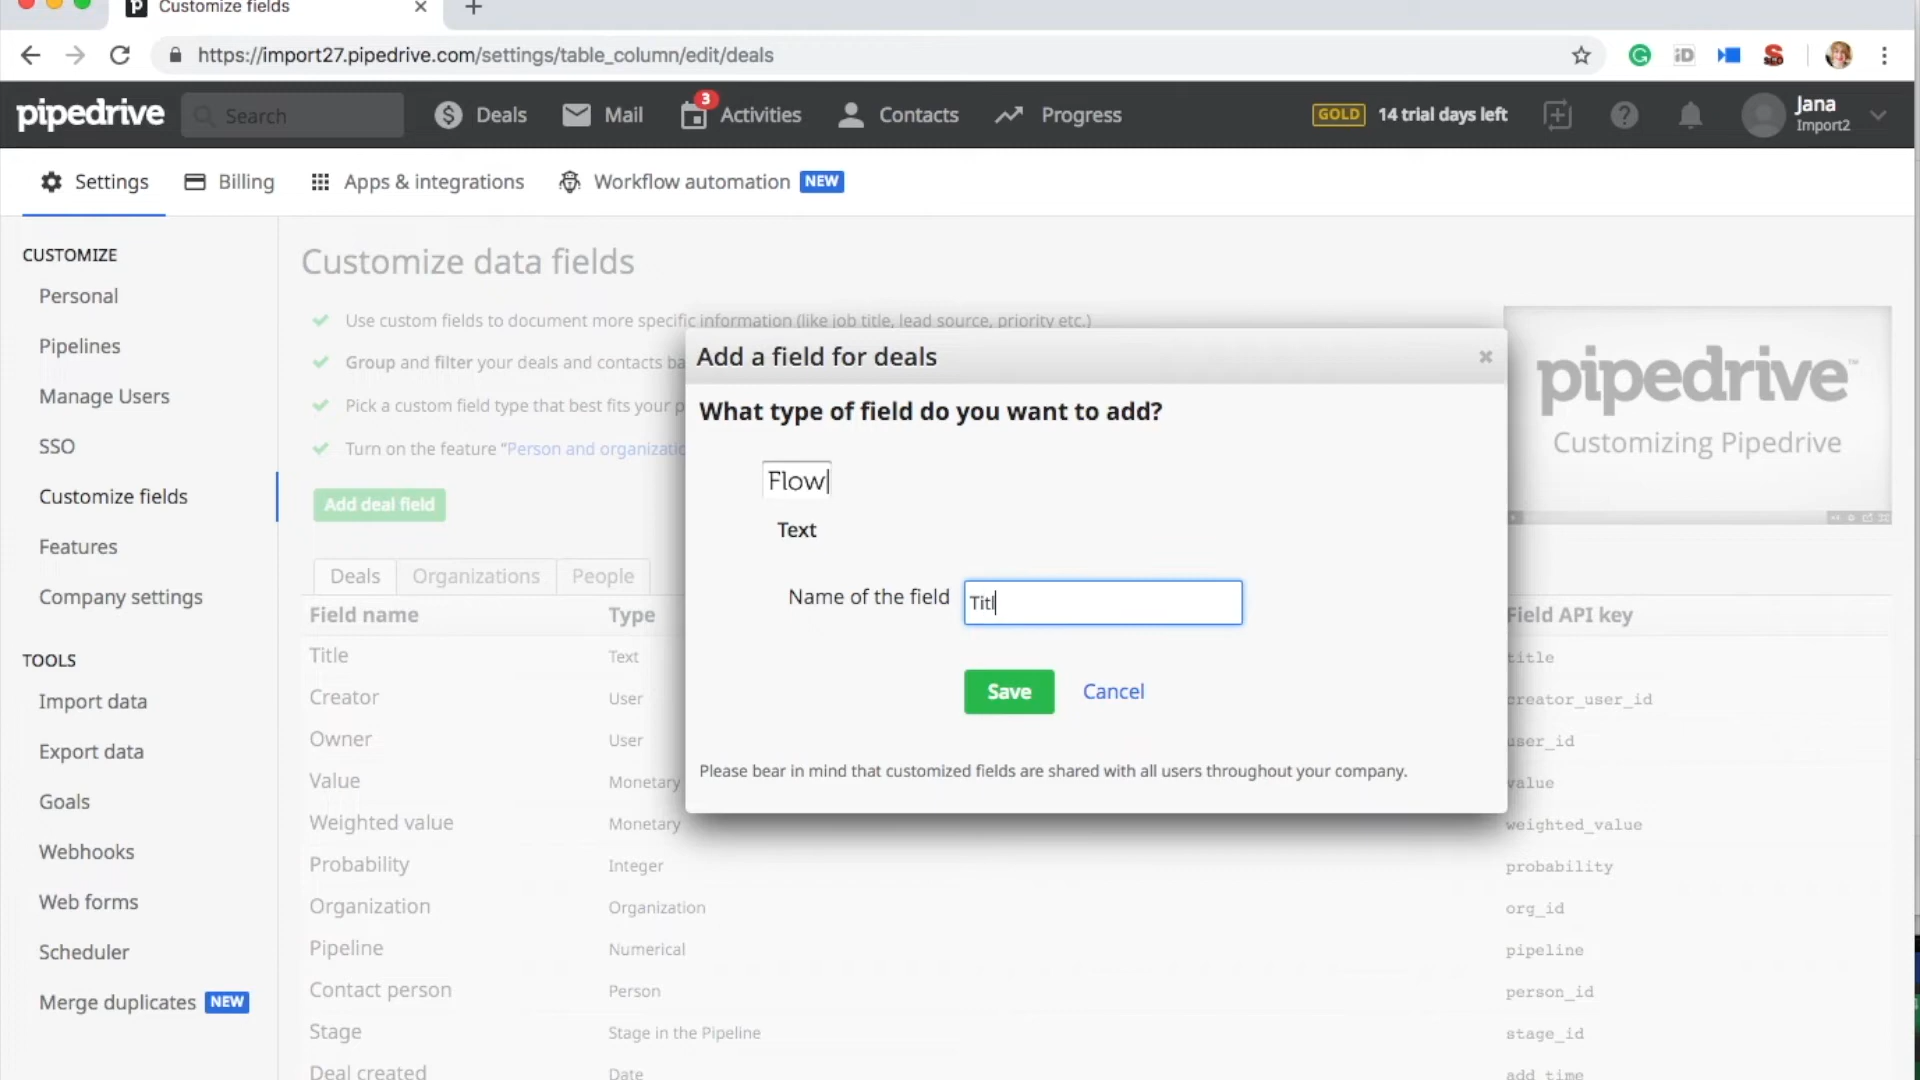 Customize fields
https://import27.pipedrive.com/settings/table_column/edit/deals
pipedrive Search Deals Mail 3 Activities Contacts Progress GOLD 14 trial days left Jana
Import2
Settings Billing Apps & integrations Workflow automation NEW
CUSTOMIZE
Personal
Pipelines
Manage Users
SSO
Customize fields
Features
Company settings
TOOLS
Import data
Export data
Goals
Webhooks
Web forms
Scheduler
Merge duplicates NEW
Customize data fields
Use custom fields to document more specific information (like job title, lead source, priority etc.)
Group and filter your deals and contacts ba
Pick a custom field type that best fits your p
Turn on the feature “Person and organizatio
Add deal field
pipedrive™
Customizing Pipedrive
Add a field for deals
What type of field do you want to add?
Flow
Text
Name of the field Titl
Save Cancel
Please bear in mind that customized fields are shared with all users throughout your company.
Deals Organizations People
Field name Type Field API key
Title Text title
Creator User creator_user_id
Owner User user_id
Value Monetary value
Weighted value Monetary weighted_value
Probability Integer probability
Organization Organization org_id
Pipeline Numerical pipeline
Contact person Person person_id
Stage Stage in the Pipeline stage_id
Deal created Date add_time